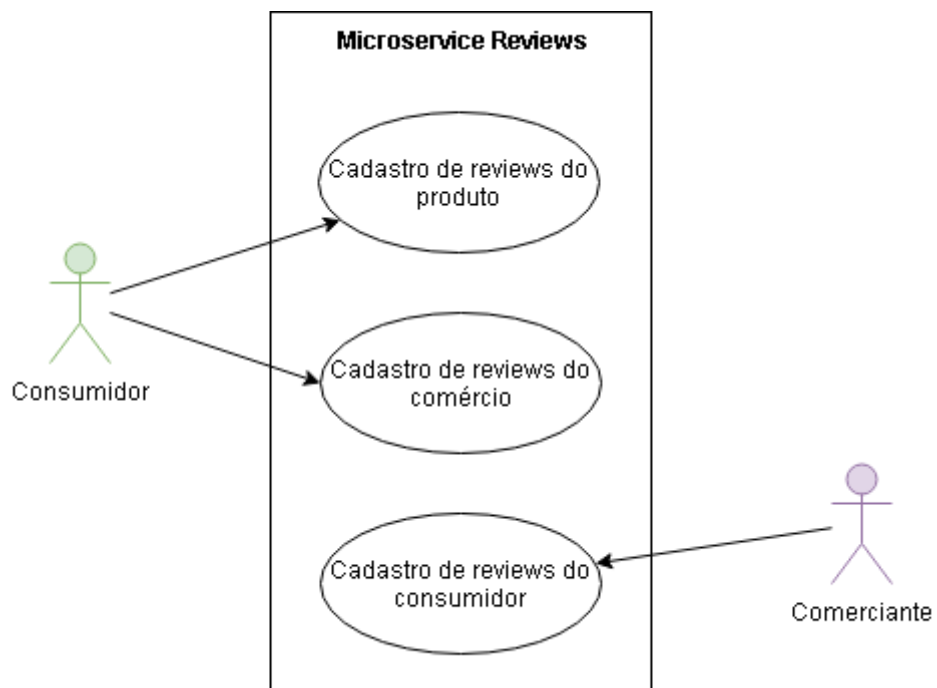 Microservice Reviews
Cadastro de reviews do
produto
Consumidor
Cadastro de reviews do
comércio
Cadastro de reviews do
consumidor
Comerciante